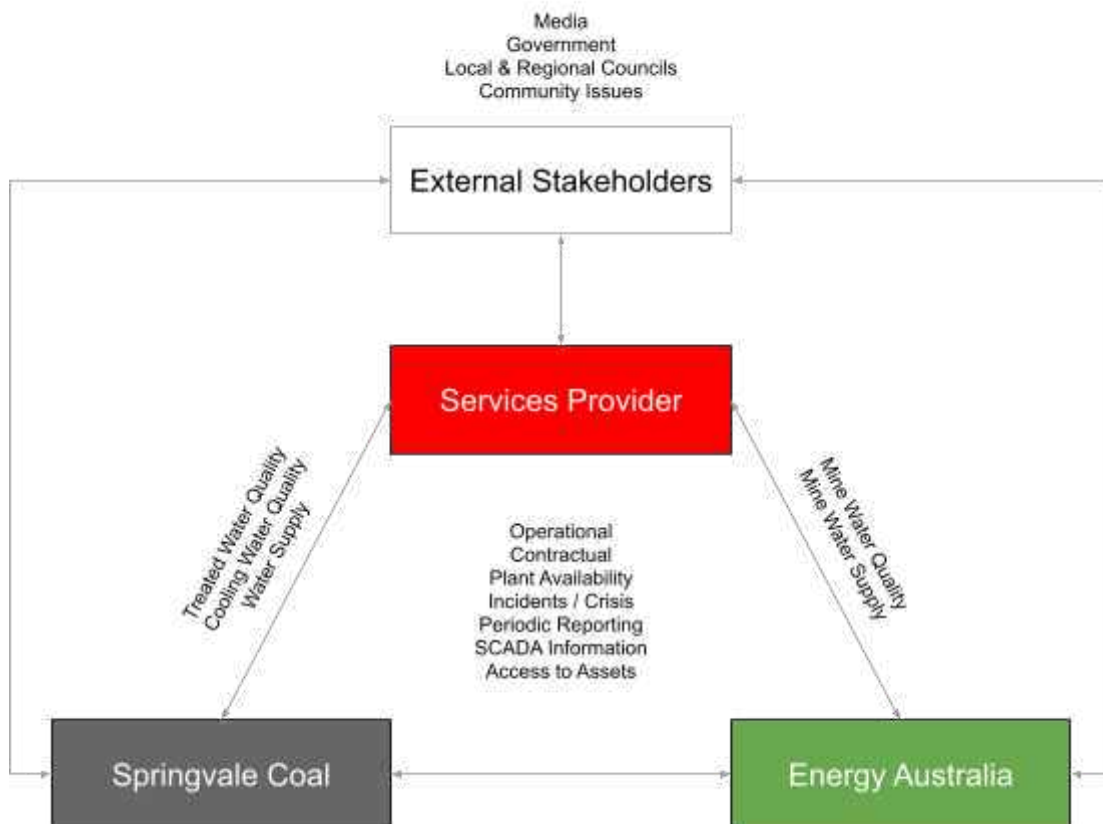 Media
Government
Local & Regional Councils
Community Issues
External Stakeholders
Services Provider
Treated Water Quality
Cooling Water Quality
Water Supply
Mine Water Quality
Mine Water Supply
Operational
Contractual
Plant Availability
Incidents / Crisis
Periodic Reporting
SCADA Information
Access to Assets
Springvale Coal
Energy Australia